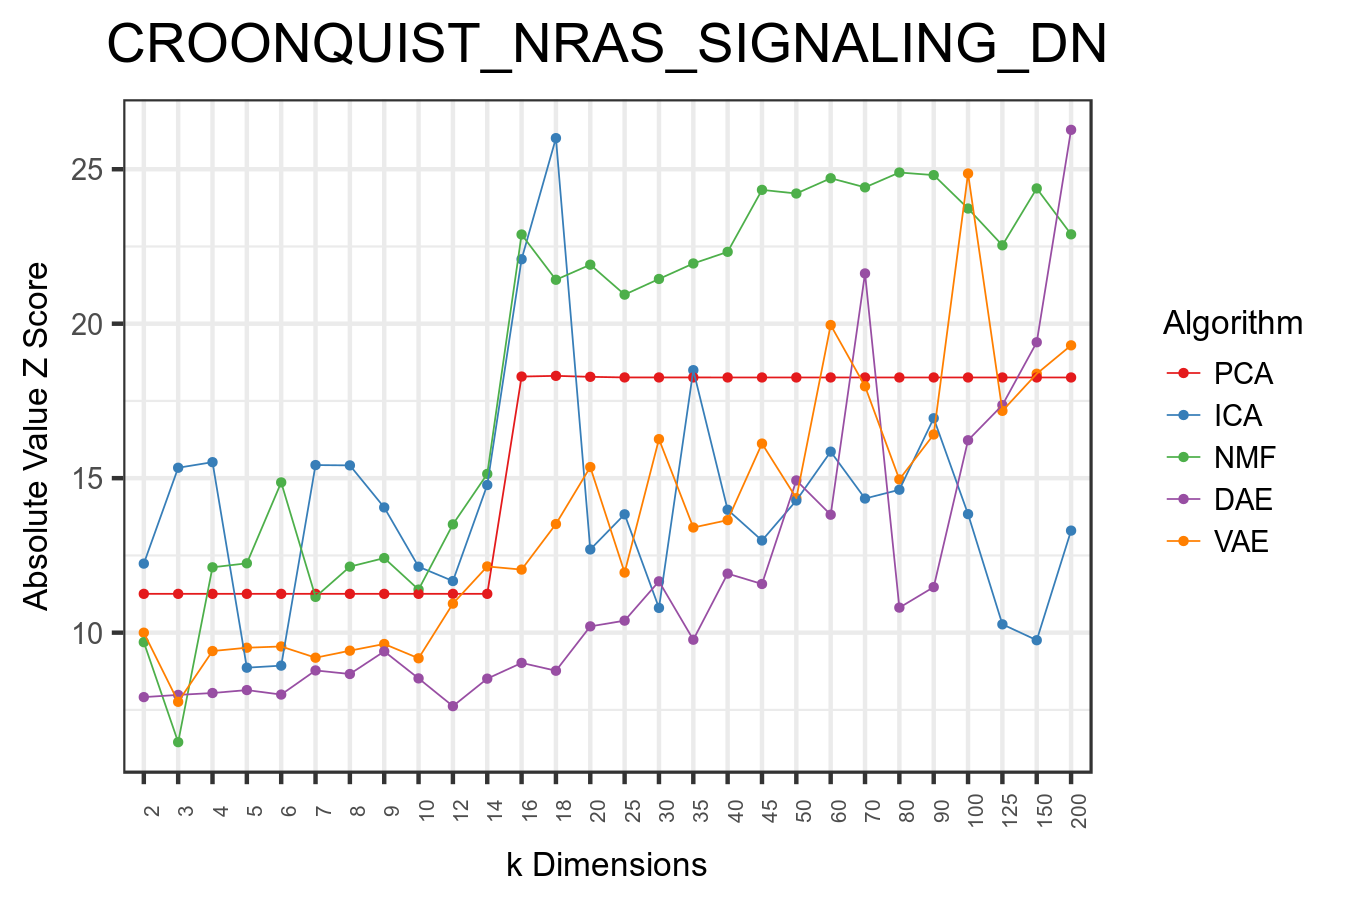 CROONQUIST_NRAS_SIGNALING_DN
Absolute Value Z Score
25
20
15
10
2 3 4 5 6 7 8 9 10 12 14 16 18 20 25 30 35 40 45 50 60 70 80 90 100 125 150 200
k Dimensions
Algorithm
PCA
ICA
NMF
DAE
VAE